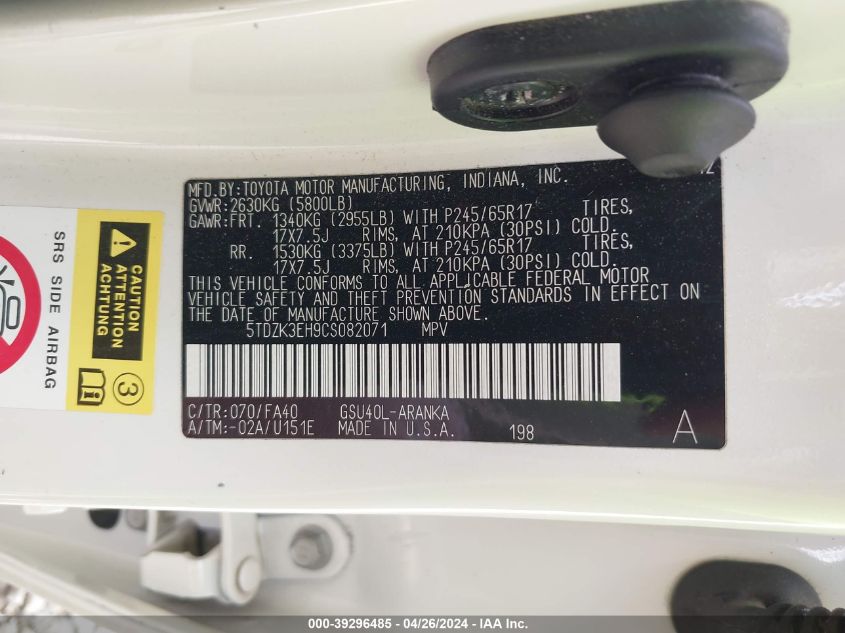 MFD.BY:TOYOTA MOTOR MANUFACTURING, INDIANA, INC.
GVWR:2630KG (5800LB)
GAWR:FRT. 1340KG (2955LB) WITH P245/65R17 TIRES,
17X7.5J RIMS, AT 210KPA (30PSI) COLD.
RR. 1530KG (3375LB) WITH P245/65R17 TIRES,
17X7.5J RIMS, AT 210KPA (30PSI) COLD.
THIS VEHICLE CONFORMS TO ALL APPLICABLE FEDERAL MOTOR
VEHICLE SAFETY AND THEFT PREVENTION STANDARDS IN EFFECT ON
THE DATE OF MANUFACTURE SHOWN ABOVE.
5TDZK3EH9CS082071 MPV
C/TR:070/FA40 GSU40L-ARANKA
A/TM:-02A/U151E MADE IN U.S.A. 198 A
CAUTION
ATTENTION
ACHTUNG
3
SRS SIDE AIRBAG
000-39296485 - 04/26/2024 - IAA Inc.